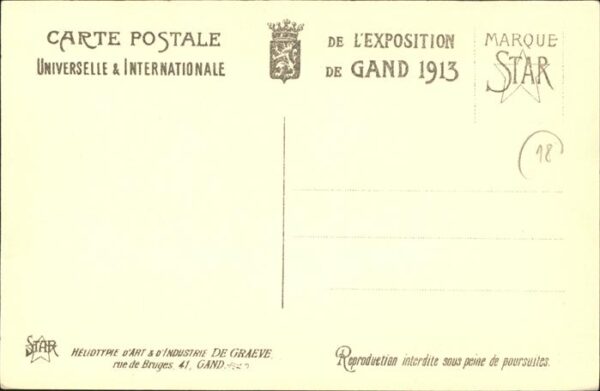 CARTE POSTALE
UNIVERSELLE & INTERNATIONALE
DE L'EXPOSITION
DE GAND 1913
MARQUE
STAR
18
STAR
HÉLIOTYPIE D'ART & D'INDUSTRIE DE GRAEVE
rue de Bruges, 41, GAND
Reproduction interdite sous peine de poursuites.